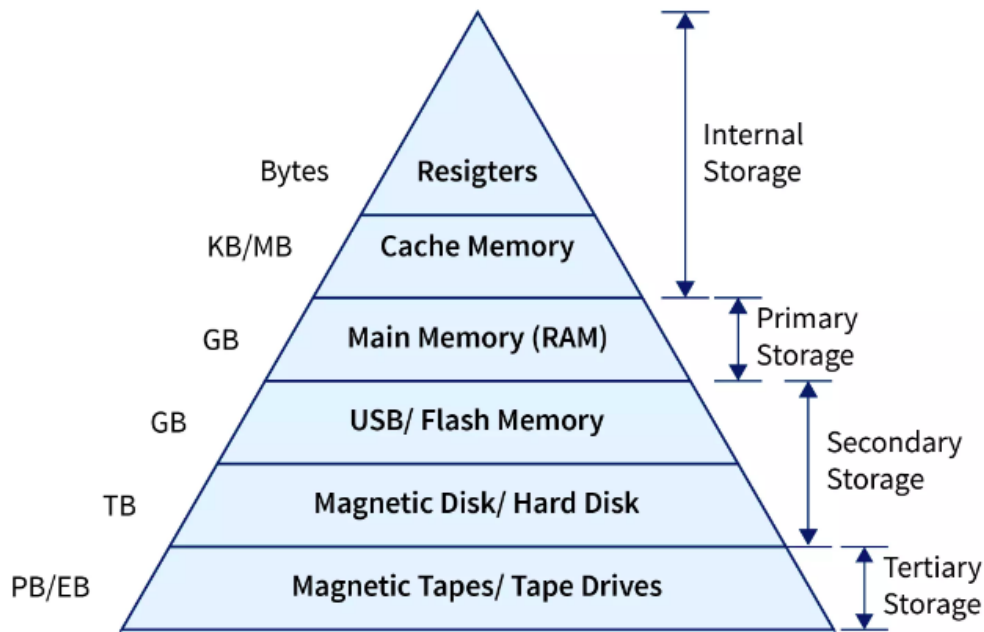 Internal
Storage
Bytes Resigters
KB/MB Cache Memory
Primary
Storage
GB Main Memory (RAM)
GB USB/ Flash Memory
Secondary
Storage
TB Magnetic Disk/ Hard Disk
Tertiary
Storage
PB/EB Magnetic Tapes/ Tape Drives